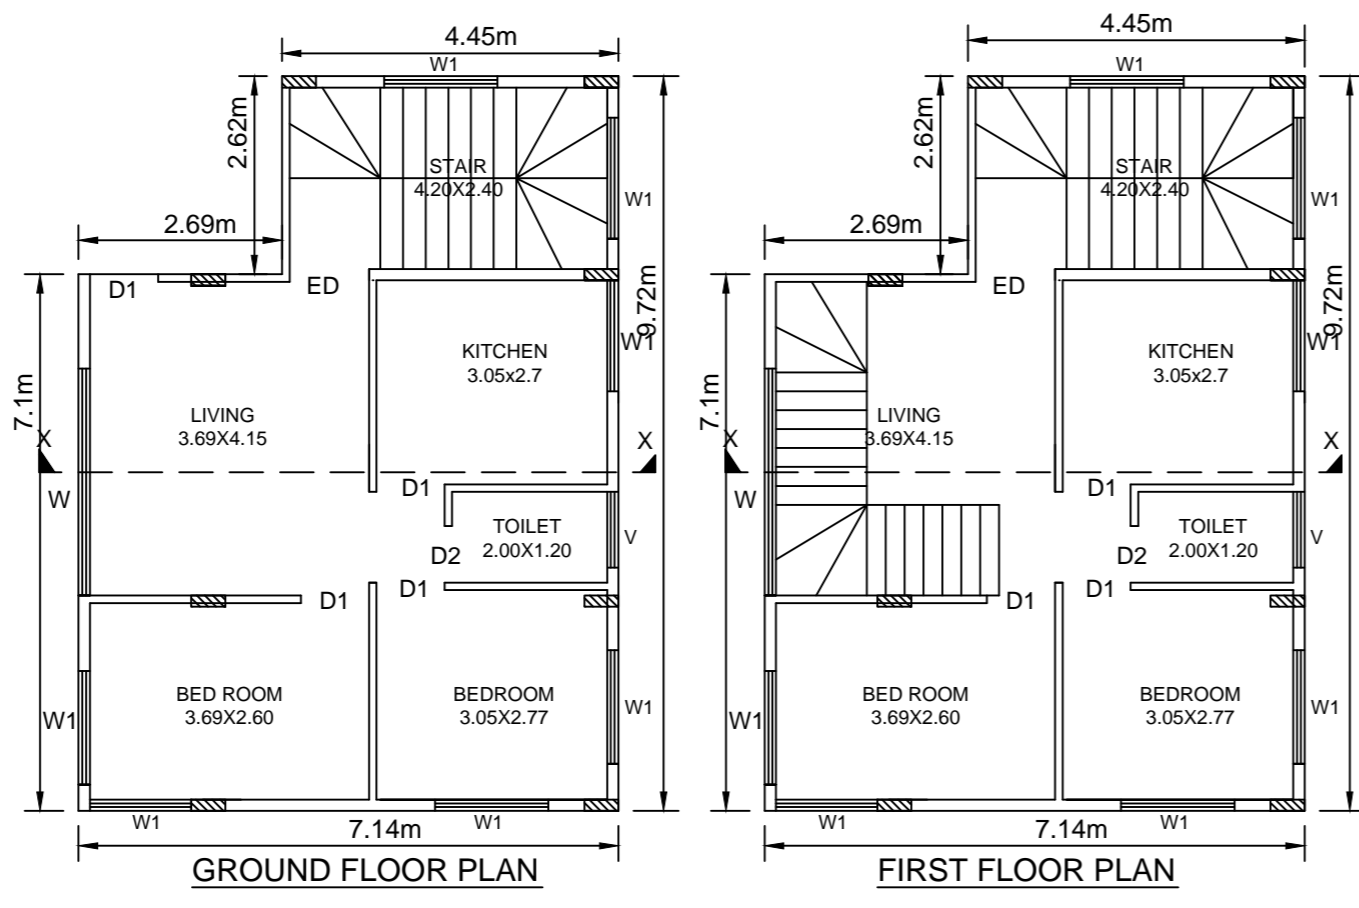 4.45m
W1
2.62m
STAIR
4.20X2.40
W1
2.69m
D1
ED
9.72m
W1
KITCHEN
3.05x2.7
7.1m
LIVING
3.69X4.15
X
X
W
D1
TOILET
2.00X1.20
V
D2
D1
D1
BED ROOM
3.69X2.60
BEDROOM
3.05X2.77
W1
W1
W1
W1
7.14m
GROUND FLOOR PLAN
4.45m
W1
2.62m
STAIR
4.20X2.40
W1
2.69m
ED
9.72m
W1
KITCHEN
3.05x2.7
7.1m
LIVING
3.69X4.15
X
X
W
D1
TOILET
2.00X1.20
V
D2
D1
D1
BED ROOM
3.69X2.60
BEDROOM
3.05X2.77
W1
W1
W1
W1
7.14m
FIRST FLOOR PLAN